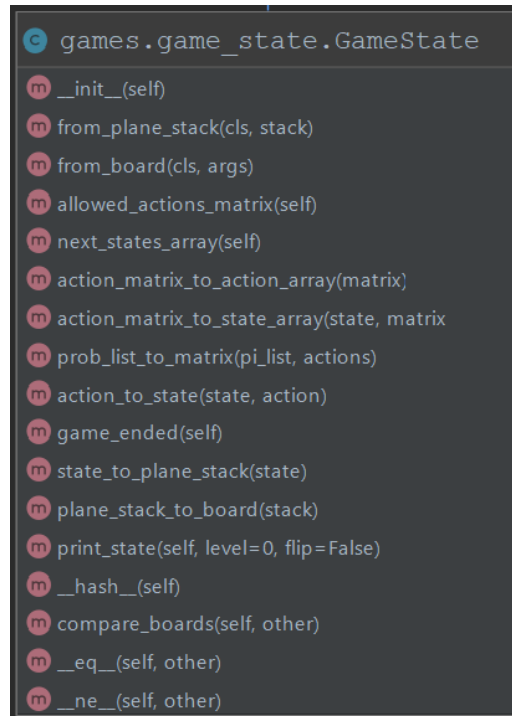 c games.game_state.GameState
m __init__(self)
m from_plane_stack(cls, stack)
m from_board(cls, args)
m allowed_actions_matrix(self)
m next_states_array(self)
m action_matrix_to_action_array(matrix)
m action_matrix_to_state_array(state, matrix
m prob_list_to_matrix(pi_list, actions)
m action_to_state(state, action)
m game_ended(self)
m state_to_plane_stack(state)
m plane_stack_to_board(stack)
m print_state(self, level=0, flip=False)
m __hash__(self)
m compare_boards(self, other)
m __eq__(self, other)
m __ne__(self, other)